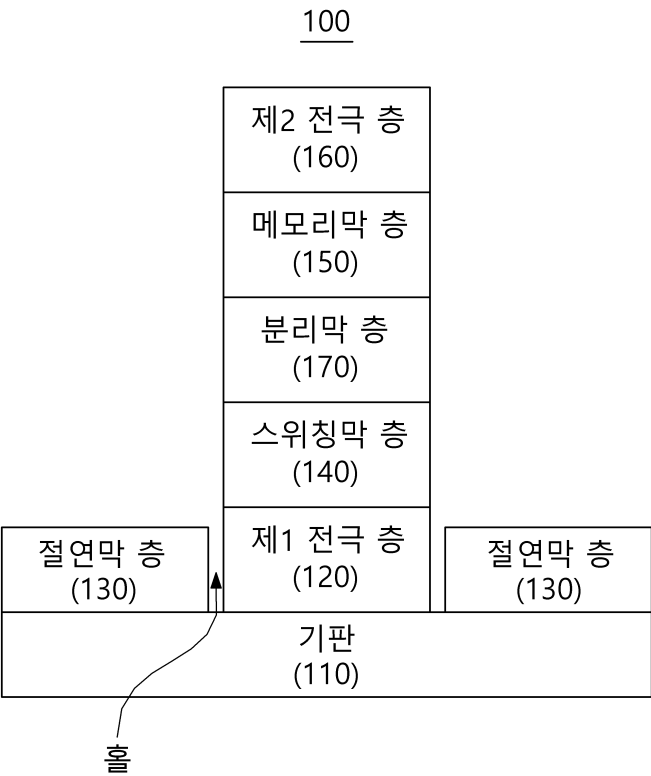 100
제2 전극 층
(160)
메모리막 층
(150)
분리막 층
(170)
스위칭막 층
(140)
제1 전극 층
(120)
절연막 층
(130)
절연막 층
(130)
기판
(110)
홀